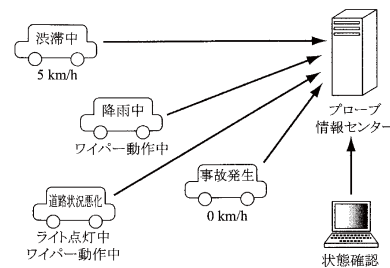 渋滞中
5 km/h
降雨中
ワイパー動作中
道路状況悪化
ライト点灯中
ワイパー動作中
事故発生
0 km/h
プローブ
情報センター
状態確認